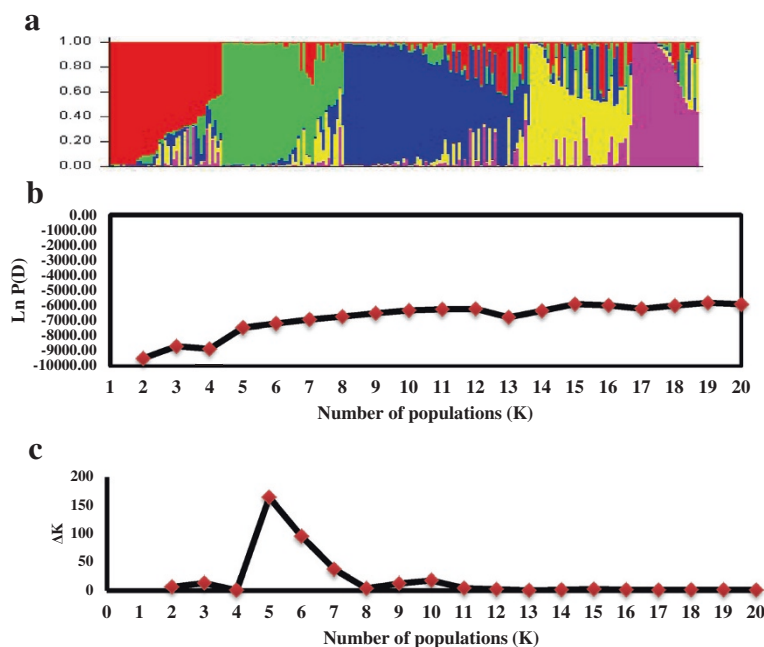 a
1.00
0.80
0.60
0.40
0.20
0.00
b
Ln P(D)
0.00
-1000.00
-2000.00
-3000.00
-4000.00
-5000.00
-6000.00
-7000.00
-8000.00
-9000.00
-10000.00
1 2 3 4 5 6 7 8 9 10 11 12 13 14 15 16 17 18 19 20
Number of populations (K)
c
ΔK
200
150
100
50
0
0 1 2 3 4 5 6 7 8 9 10 11 12 13 14 15 16 17 18 19 20
Number of populations (K)